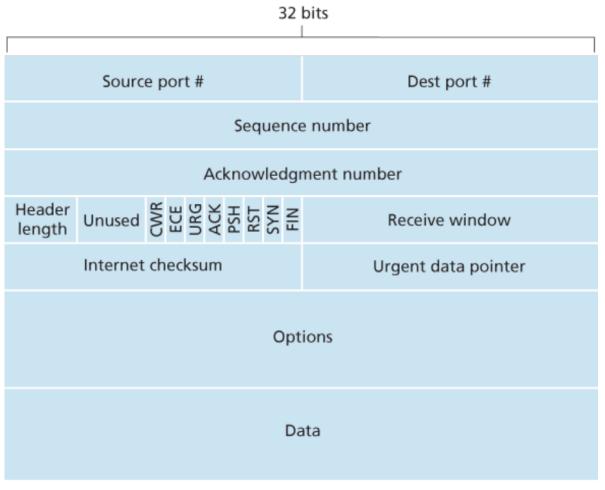 32 bits
Source port # Dest port #
Sequence number
Acknowledgment number
Header length Unused CWR ECE URG ACK PSH RST SYN FIN Receive window
Internet checksum Urgent data pointer
Options
Data